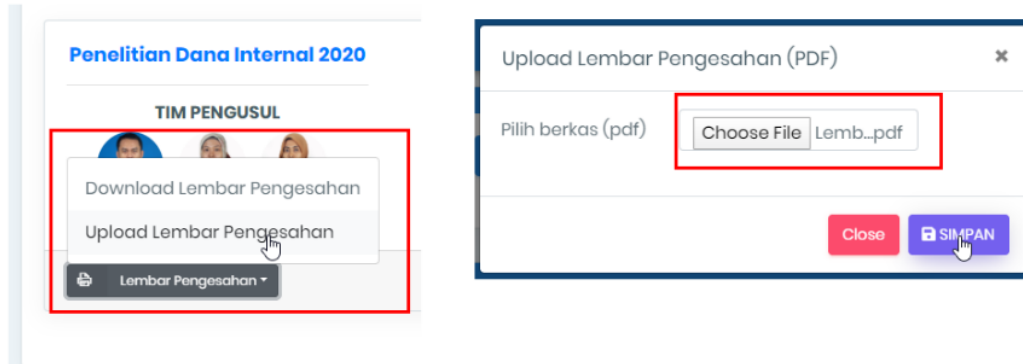 Penelitian Dana Internal 2020
TIM PENGUSUL
Download Lembar Pengesahan
Upload Lembar Pengesahan
Lembar Pengesahan
Upload Lembar Pengesahan (PDF)
Pilih berkas (pdf)
Choose File Lemb...pdf
Close
SIMPAN